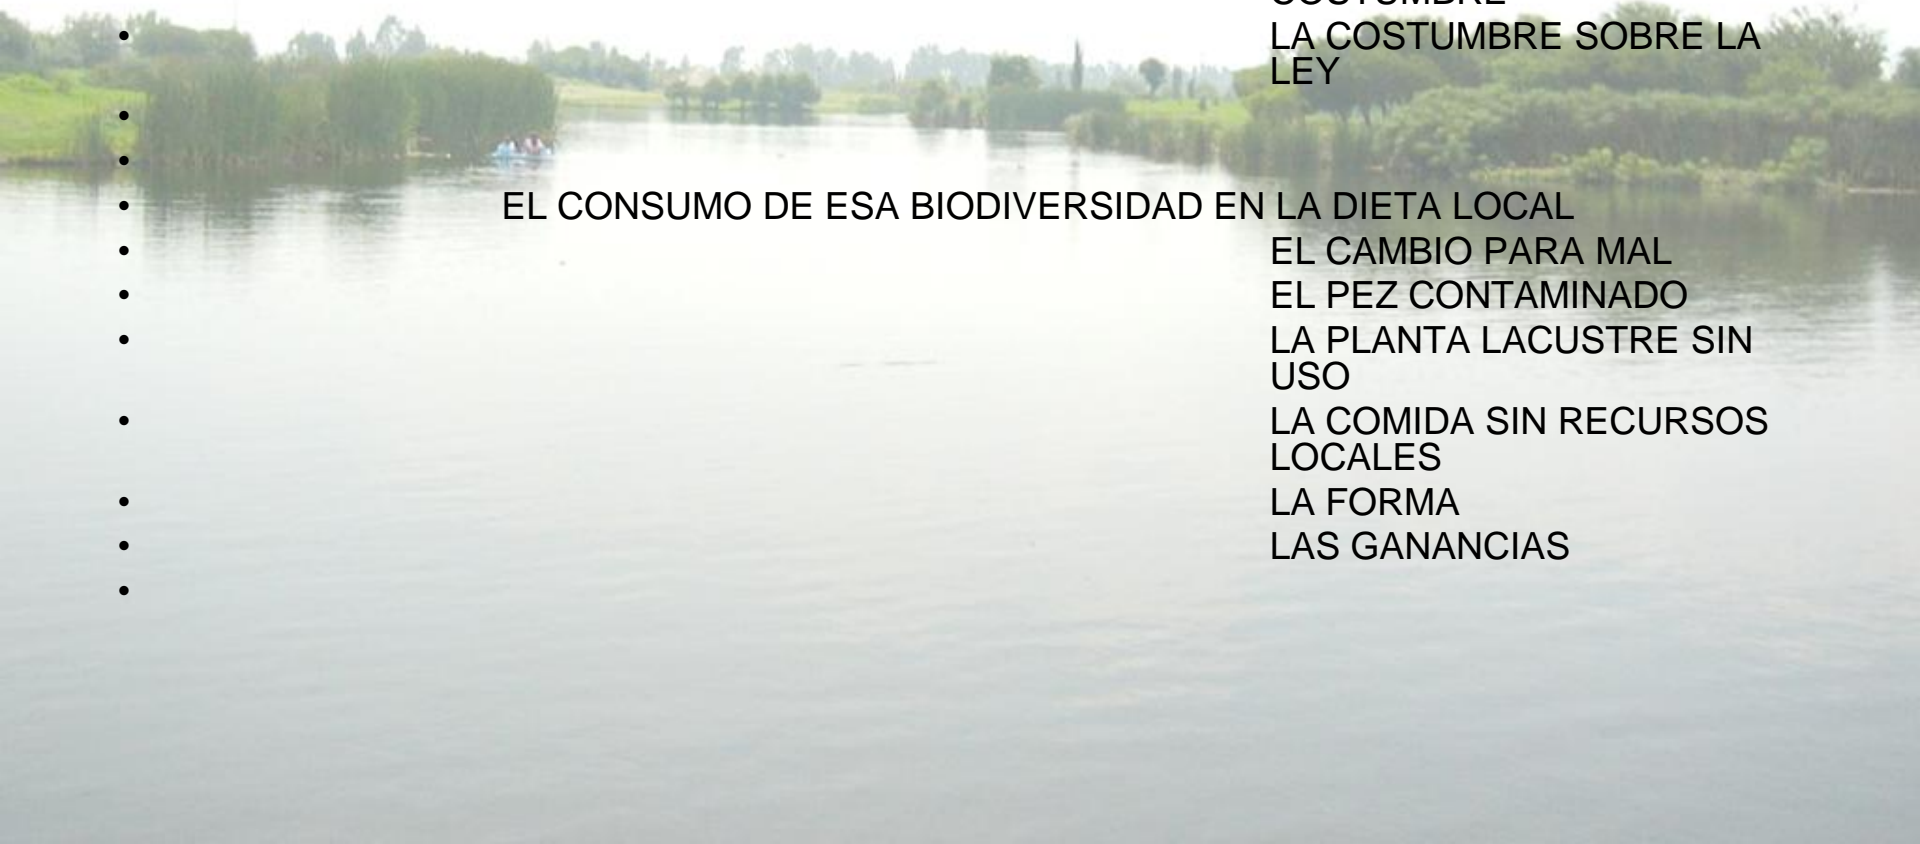 COSTUMBRE
LA COSTUMBRE SOBRE LA
LEY
EL CONSUMO DE ESA BIODIVERSIDAD EN LA DIETA LOCAL
EL CAMBIO PARA MAL
EL PEZ CONTAMINADO
LA PLANTA LACUSTRE SIN
USO
LA COMIDA SIN RECURSOS
LOCALES
LA FORMA
LAS GANANCIAS